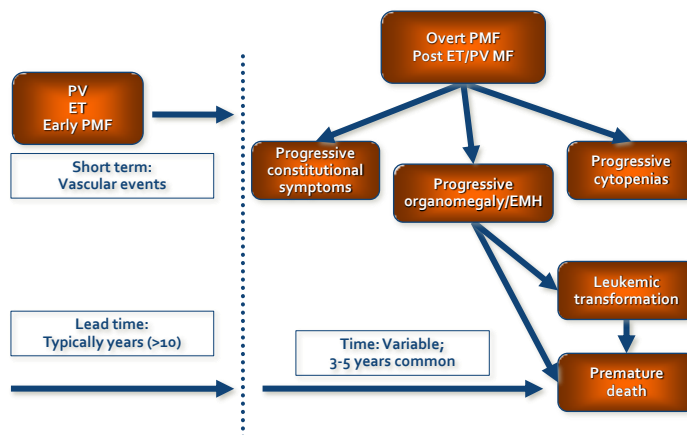 PV
ET
Early PMF
Short term:
Vascular events
Lead time:
Typically years (>10)
Overt PMF
Post ET/PV MF
Progressive
constitutional
symptoms
Progressive
organomegaly/EMH
Progressive
cytopenias
Leukemic
transformation
Time: Variable;
3-5 years common
Premature
death